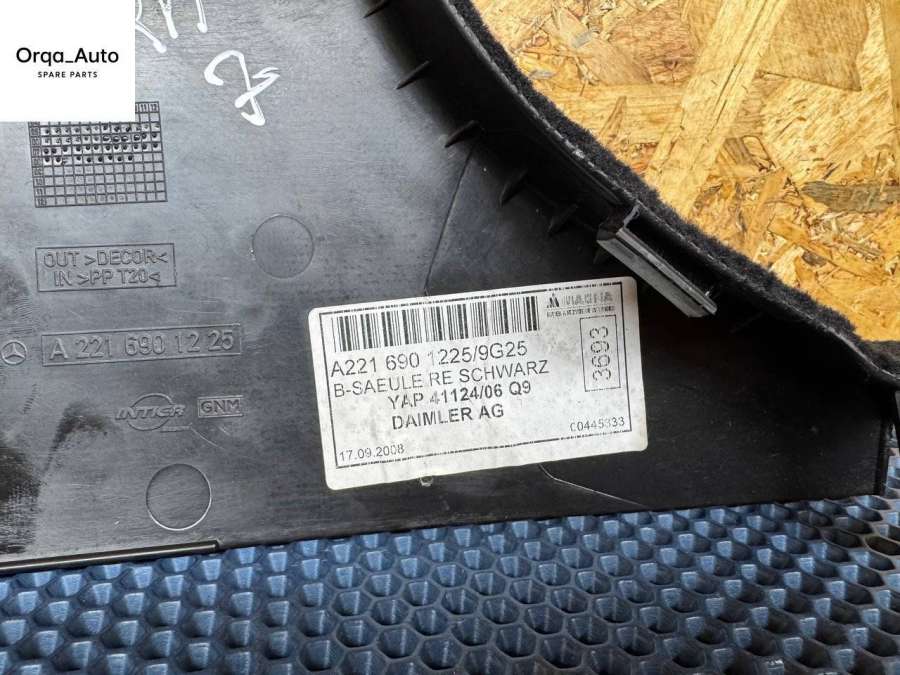 Orqa_Auto
SPARE PARTS
OUT >DECOR<
IN >PP T20<
A 221 690 12 25
INTIER
GNM
MAGNA
A221 690 1225/9G25
B-SAEULE RE SCHWARZ
YAP 41124/06 Q9
DAIMLER AG
17.09.2008
C0445333
3693